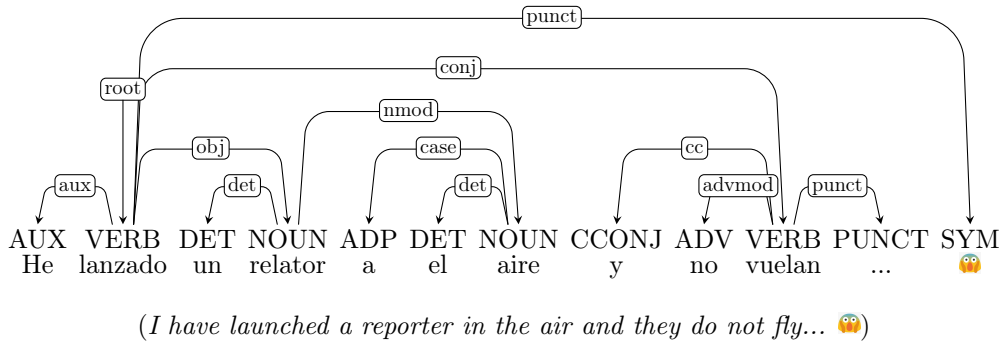 punct
conj
root
nmod
obj case cc
aux det det advmod punct
AUX VERB DET NOUN ADP DET NOUN CCONJ ADV VERB PUNCT SYM
He lanzado un relator a el aire y no vuelan ... 😱
(I have launched a reporter in the air and they do not fly... 😱)